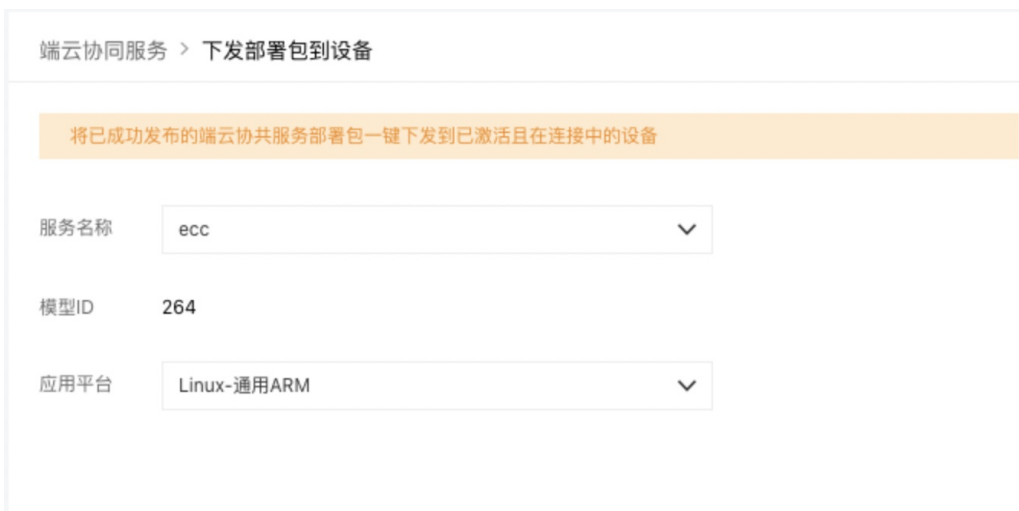 端云协同服务 > 下发部署包到设备
将已成功发布的端云协共服务部署包一键下发到已激活且在连接中的设备
服务名称 ecc
模型ID 264
应用平台 Linux-通用ARM